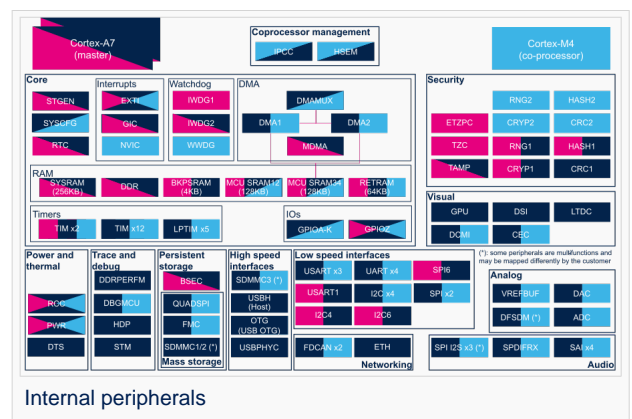 Cortex-A7
(master)
Coprocessor management
IPCC
HSEM
Cortex-M4
(co-processor)
Core
STGEN
SYSCFG
RTC
Interrupts
EXTI
GIC
NVIC
Watchdog
IWDG1
IWDG2
WWDG
DMA
DMAMUX
DMA1
DMA2
MDMA
Security
RNG2
HASH2
ETZPC
CRYP2
CRC2
TZC
RNG1
HASH1
TAMP
CRYP1
CRC1
RAM
SYSRAM
(256KB)
DDR
BKPSRAM
(4KB)
MCU SRAM12
(128KB)
MCU SRAM34
(128KB)
RETRAM
(64KB)
Timers
TIM x2
TIM x12
LPTIM x5
IOs
GPIOA-K
GPIOZ
Visual
GPU
DSI
LTDC
DCMI
CEC
(*): some peripherals are multifunctions and
may be mapped differently by the customer
Power and
thermal
RCC
PWR
DTS
Trace and
debug
DDRPERFM
DBGMCU
HDP
STM
Persistent
storage
BSEC
QUADSPI
FMC
SDMMC1/2 (*)
Mass storage
High speed
interfaces
SDMMC3 (*)
USBH
(Host)
OTG
(USB OTG)
USBPHYC
Low speed interfaces
USART x3
UART x4
SPI6
USART1
I2C x4
SPI x2
I2C4
I2C6
FDCAN x2
ETH
Networking
Analog
VREFBUF
DAC
DFSDM (*)
ADC
SPI I2S x3 (*)
SPDIFRX
SAI x4
Audio
Internal peripherals